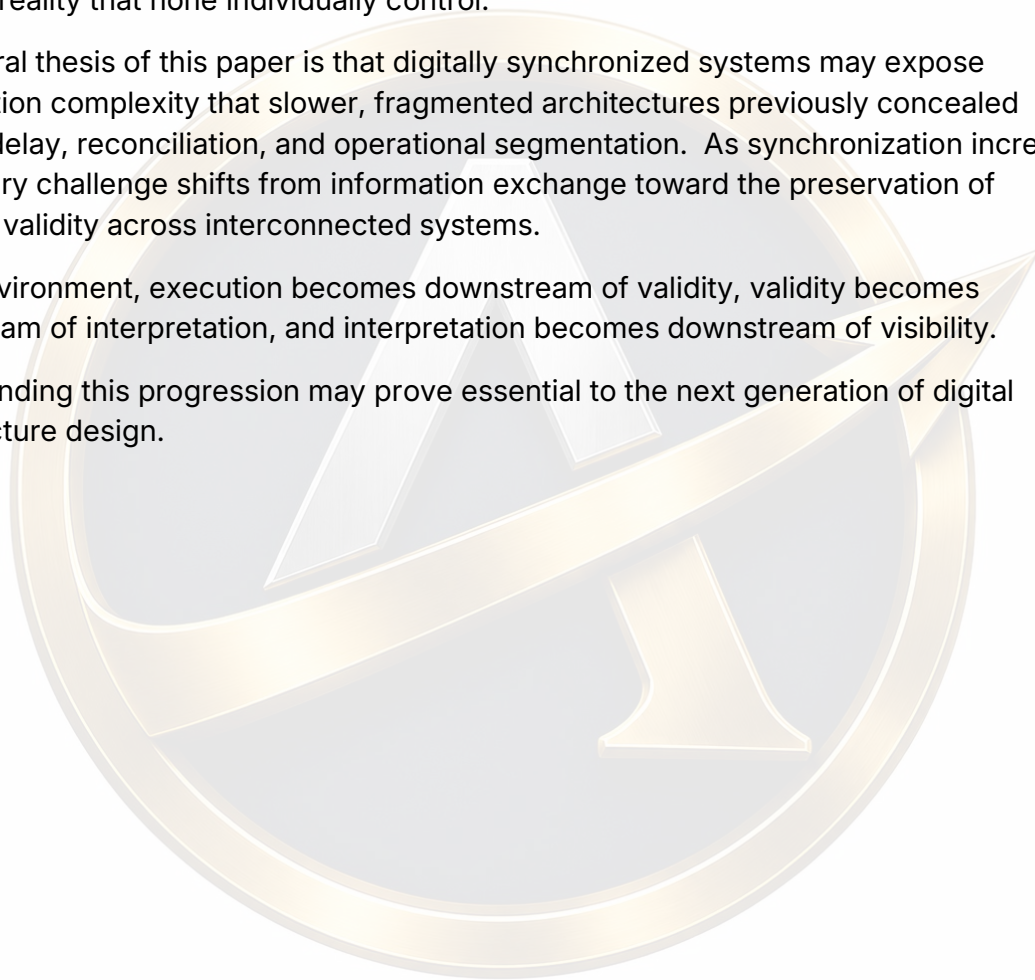 reality that none individually control.
ral thesis of this paper is that digitally synchronized systems may expose
tion complexity that slower, fragmented architectures previously concealed
delay, reconciliation, and operational segmentation.  As synchronization incre
ry challenge shifts from information exchange toward the preservation of
validity across interconnected systems.
vironment, execution becomes downstream of validity, validity becomes
am of interpretation, and interpretation becomes downstream of visibility.
nding this progression may prove essential to the next generation of digital
cture design.